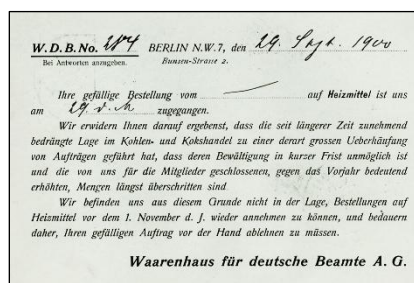 W.D.B.No. 284 BERLIN N.W.7, den 29. Sept. 1900
Bei Antworten anzugeben. Bunsen-Strasse 2.
Ihre gefällige Bestellung vom — auf Heizmittel ist uns
am 29. d. M zugegangen.
Wir erwidern Ihnen darauf ergebenst, dass die seit längerer Zeit zunehmend
bedrängte Lage im Kohlen- und Kokshandel zu einer derart grossen Ueberhäufung
von Aufträgen geführt hat, dass deren Bewältigung in kurzer Frist unmöglich ist
und die von uns für die Mitglieder geschlossenen, gegen das Vorjahr bedeutend
erhöhten, Mengen längst überschritten sind
Wir befinden uns aus diesem Grunde nicht in der Lage, Bestellungen auf
Heizmittel vor dem 1. November d. J. wieder annehmen zu können, und bedauern
daher, Ihren gefälligen Auftrag vor der Hand ablehnen zu müssen.
Waarenhaus für deutsche Beamte A. G.